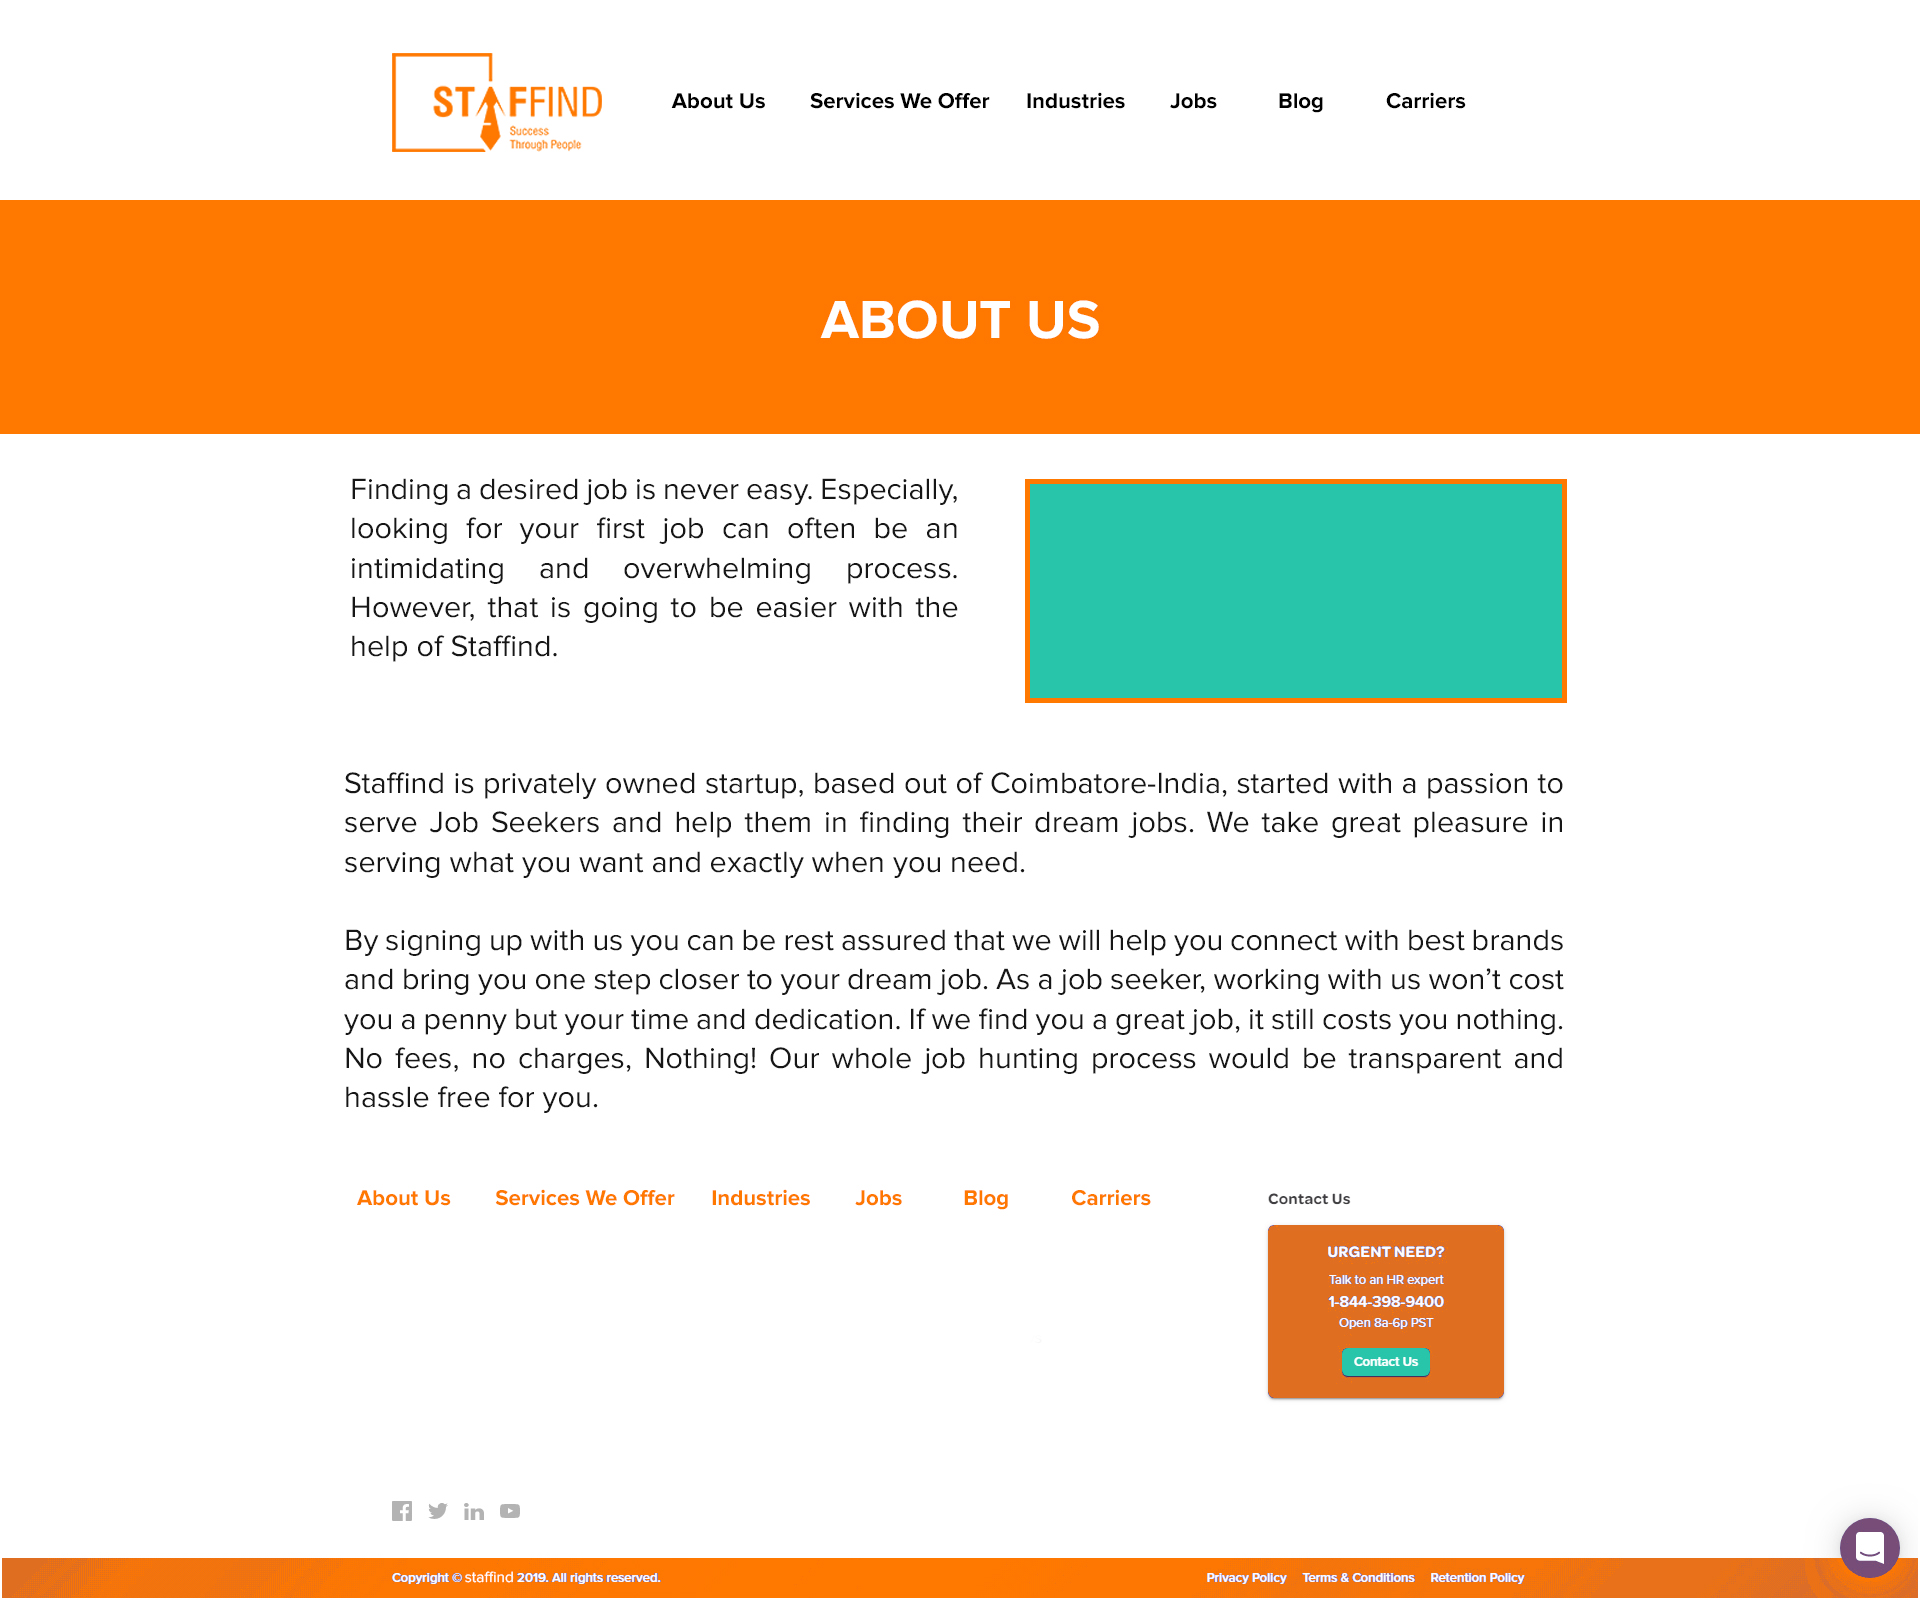 STAFFIND
Success
Through People
About Us Services We Offer Industries Jobs Blog Carriers
ABOUT US
Finding a desired job is never easy. Especially,
looking for your first job can often be an
intimidating and overwhelming process.
However, that is going to be easier with the
help of Staffind.
Staffind is privately owned startup, based out of Coimbatore-India, started with a passion to
serve Job Seekers and help them in finding their dream jobs. We take great pleasure in
serving what you want and exactly when you need.
By signing up with us you can be rest assured that we will help you connect with best brands
and bring you one step closer to your dream job. As a job seeker, working with us won’t cost
you a penny but your time and dedication. If we find you a great job, it still costs you nothing.
No fees, no charges, Nothing! Our whole job hunting process would be transparent and
hassle free for you.
About Us Services We Offer Industries Jobs Blog Carriers
Contact Us
URGENT NEED?
Talk to an HR expert
1-844-398-9400
Open 8a-6p PST
Contact Us
Copyright © staffind 2019. All rights reserved.
Privacy Policy Terms & Conditions Retention Policy